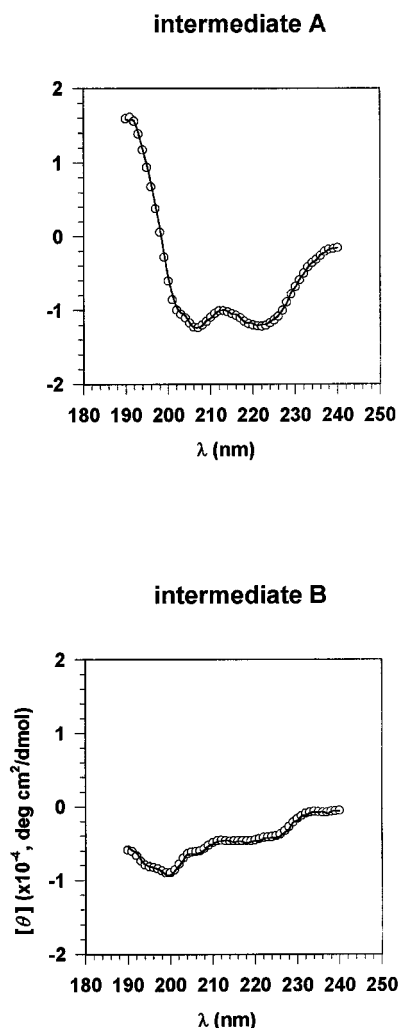 intermediate A
2
1
0
-1
-2
180 190 200 210 220 230 240 250
λ (nm)
intermediate B
[θ] (x10⁻⁴, deg cm²/dmol)
2
1
0
-1
-2
180 190 200 210 220 230 240 250
λ (nm)